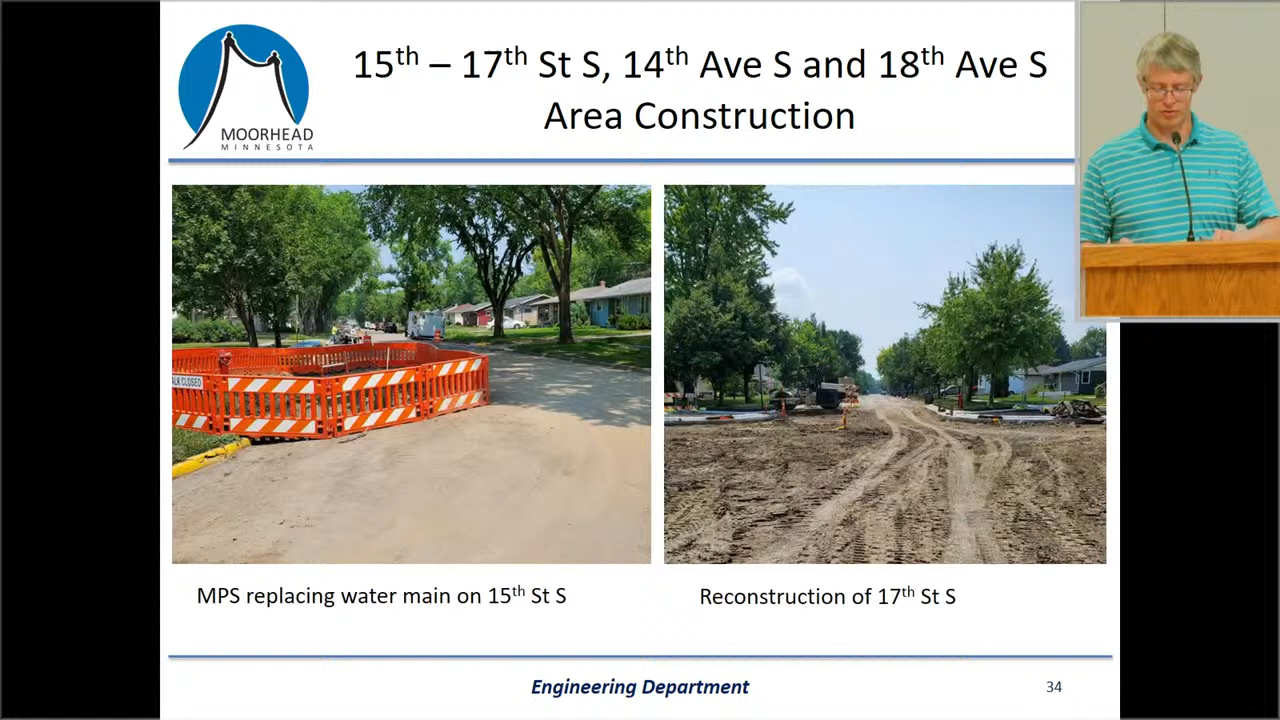 15th – 17th St S, 14th Ave S and 18th Ave S
Area Construction
MOORHEAD
MINNESOTA
ALK CLOSED
MPS replacing water main on 15th St S
Reconstruction of 17th St S
Engineering Department
34